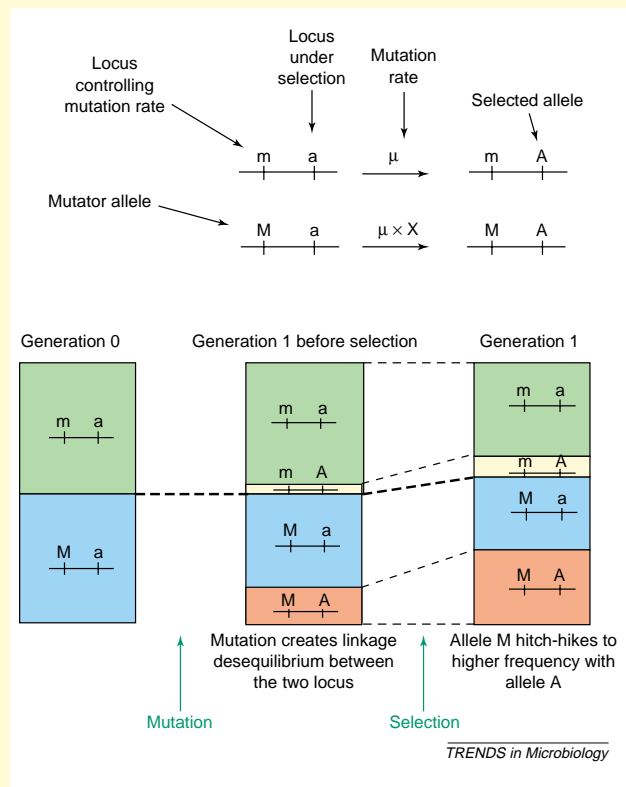 Locus
controlling
mutation rate
Locus
under
selection
Mutation
rate
Selected allele
m a
μ
m A
Mutator allele
M a
μ × X
M A
Generation 0
Generation 1 before selection
Generation 1
m a
M a
m a
m A
M a
M A
m a
m A
M a
M A
Mutation creates linkage
desequilibrium between
the two locus
Allele M hitch-hikes to
higher frequency with
allele A
Mutation
Selection
TRENDS in Microbiology